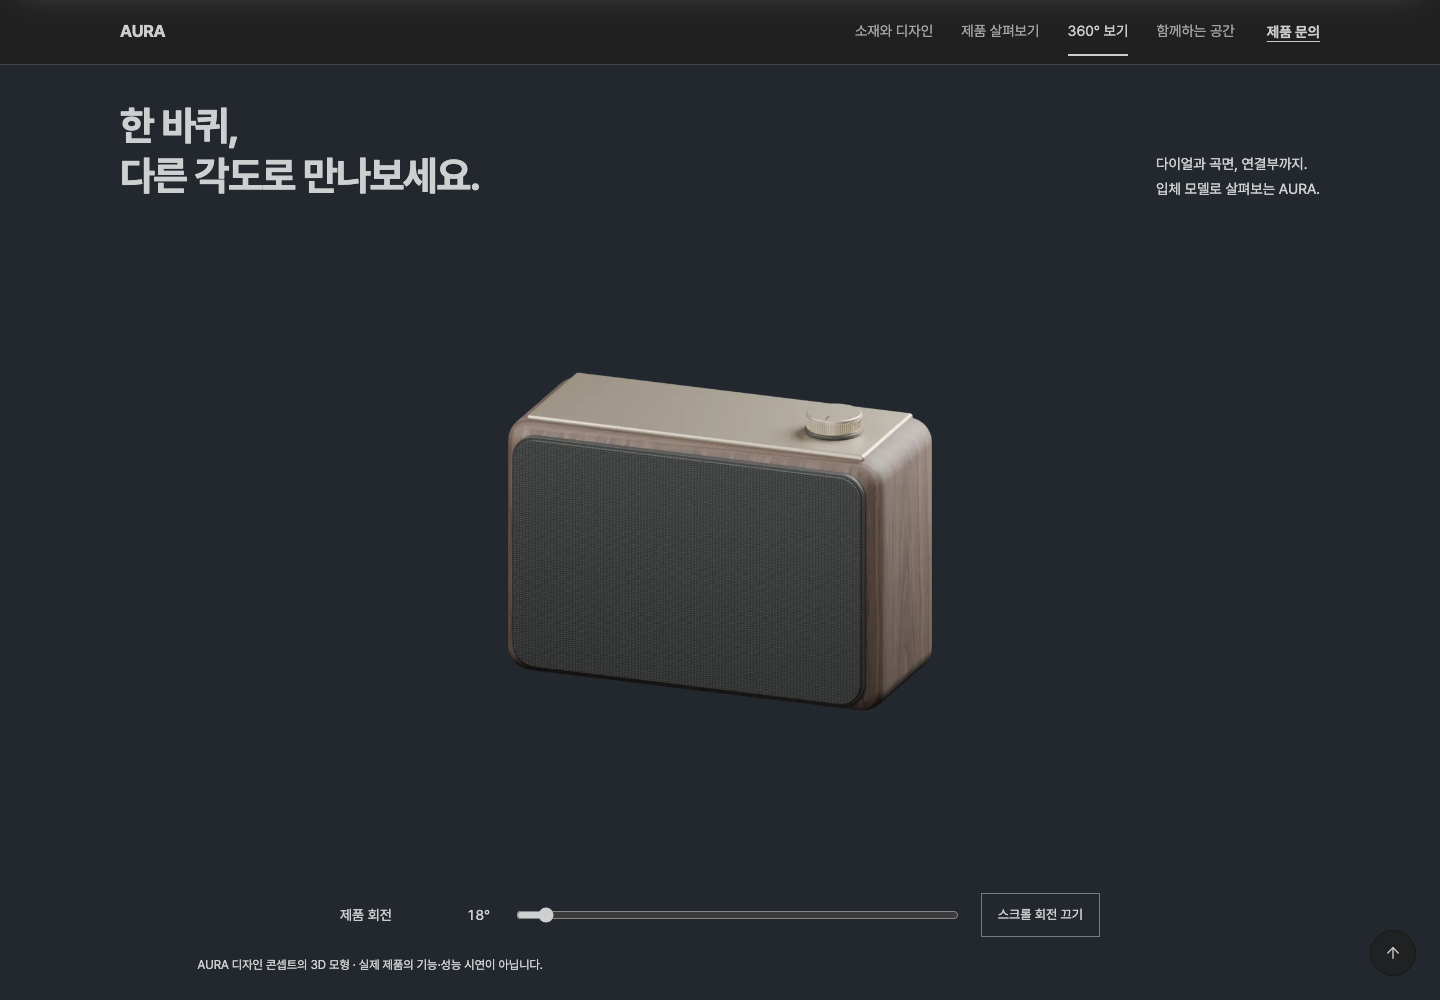 AURA
소재와 디자인
제품 살펴보기
360° 보기
함께하는 공간
제품 문의
한 바퀴,
다른 각도로 만나보세요.
다이얼과 곡면, 연결부까지.
입체 모델로 살펴보는 AURA.
제품 회전
18°
스크롤 회전 끄기
AURA 디자인 콘셉트의 3D 모형 · 실제 제품의 기능·성능 시연이 아닙니다.